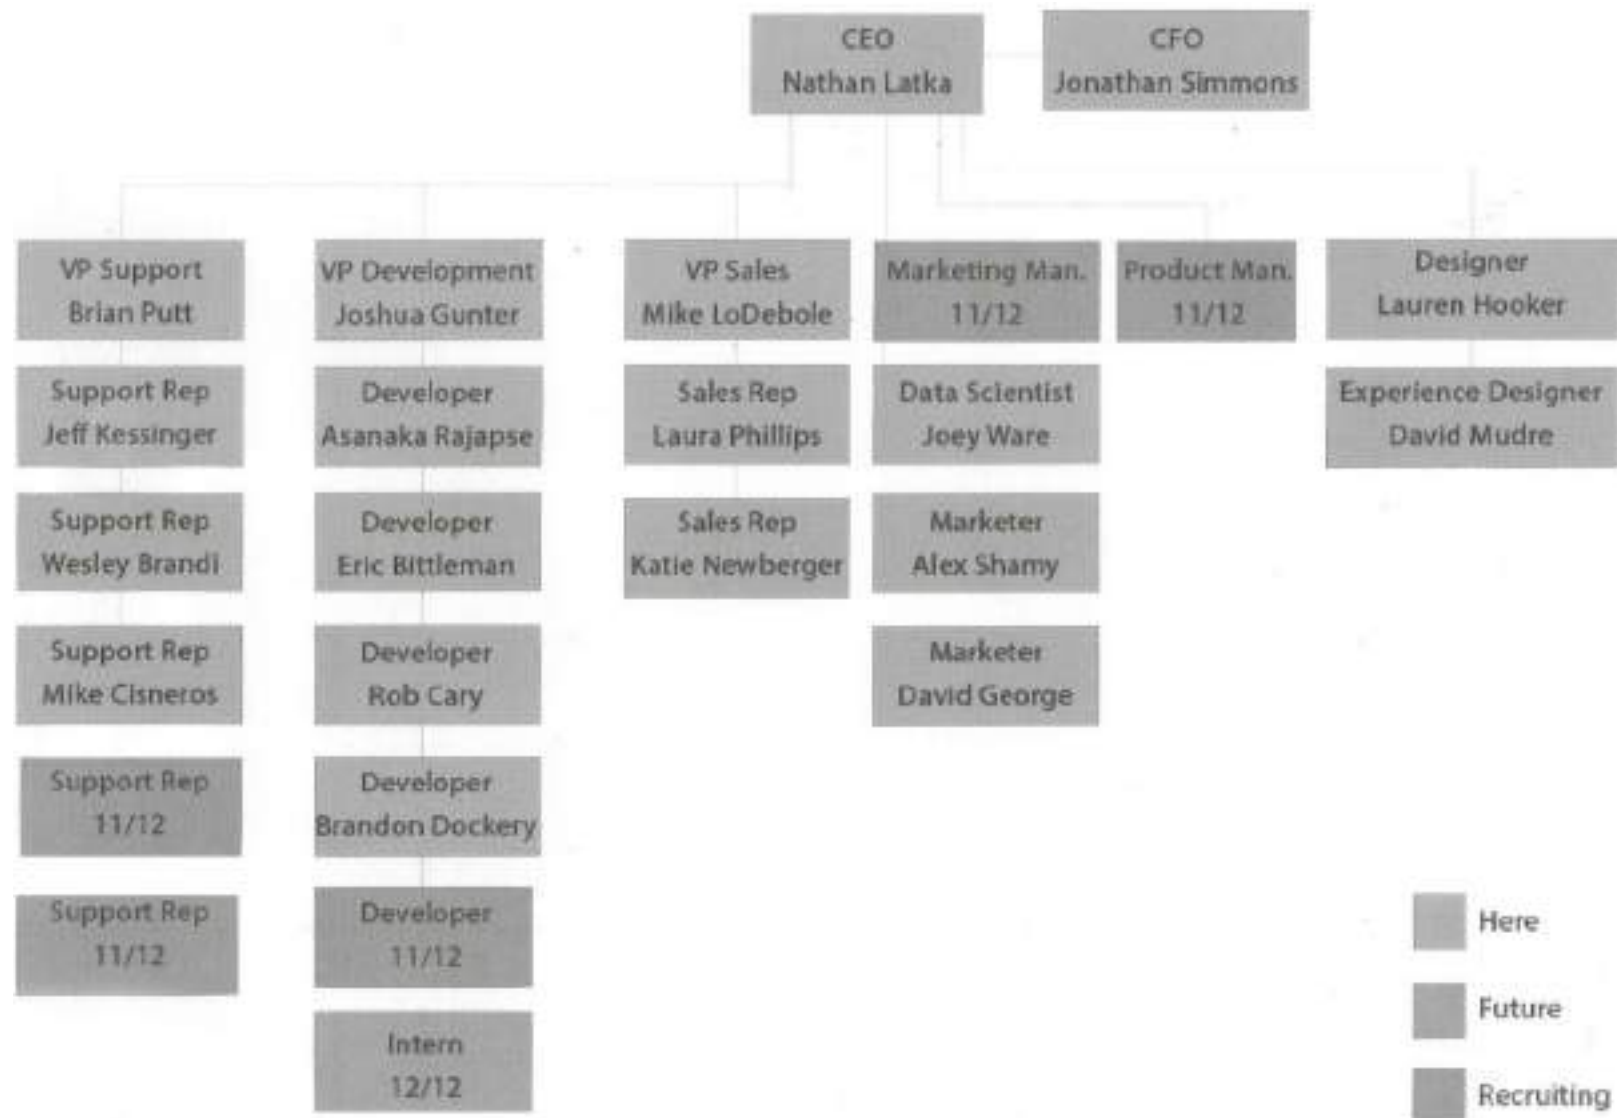 CEO
Nathan Latka
CFO
Jonathan Simmons
VP Support
Brian Putt
Support Rep
Jeff Kessinger
Support Rep
Wesley Brandi
Support Rep
Mike Cisneros
Support Rep
11/12
Support Rep
11/12
VP Development
Joshua Gunter
Developer
Asanaka Rajapse
Developer
Eric Bittleman
Developer
Rob Cary
Developer
Brandon Dockery
Developer
11/12
Intern
12/12
VP Sales
Mike LoDebole
Sales Rep
Laura Phillips
Sales Rep
Katie Newberger
Marketing Man.
11/12
Data Scientist
Joey Ware
Marketer
Alex Shamy
Marketer
David George
Product Man.
11/12
Designer
Lauren Hooker
Experience Designer
David Mudre
Here
Future
Recruiting